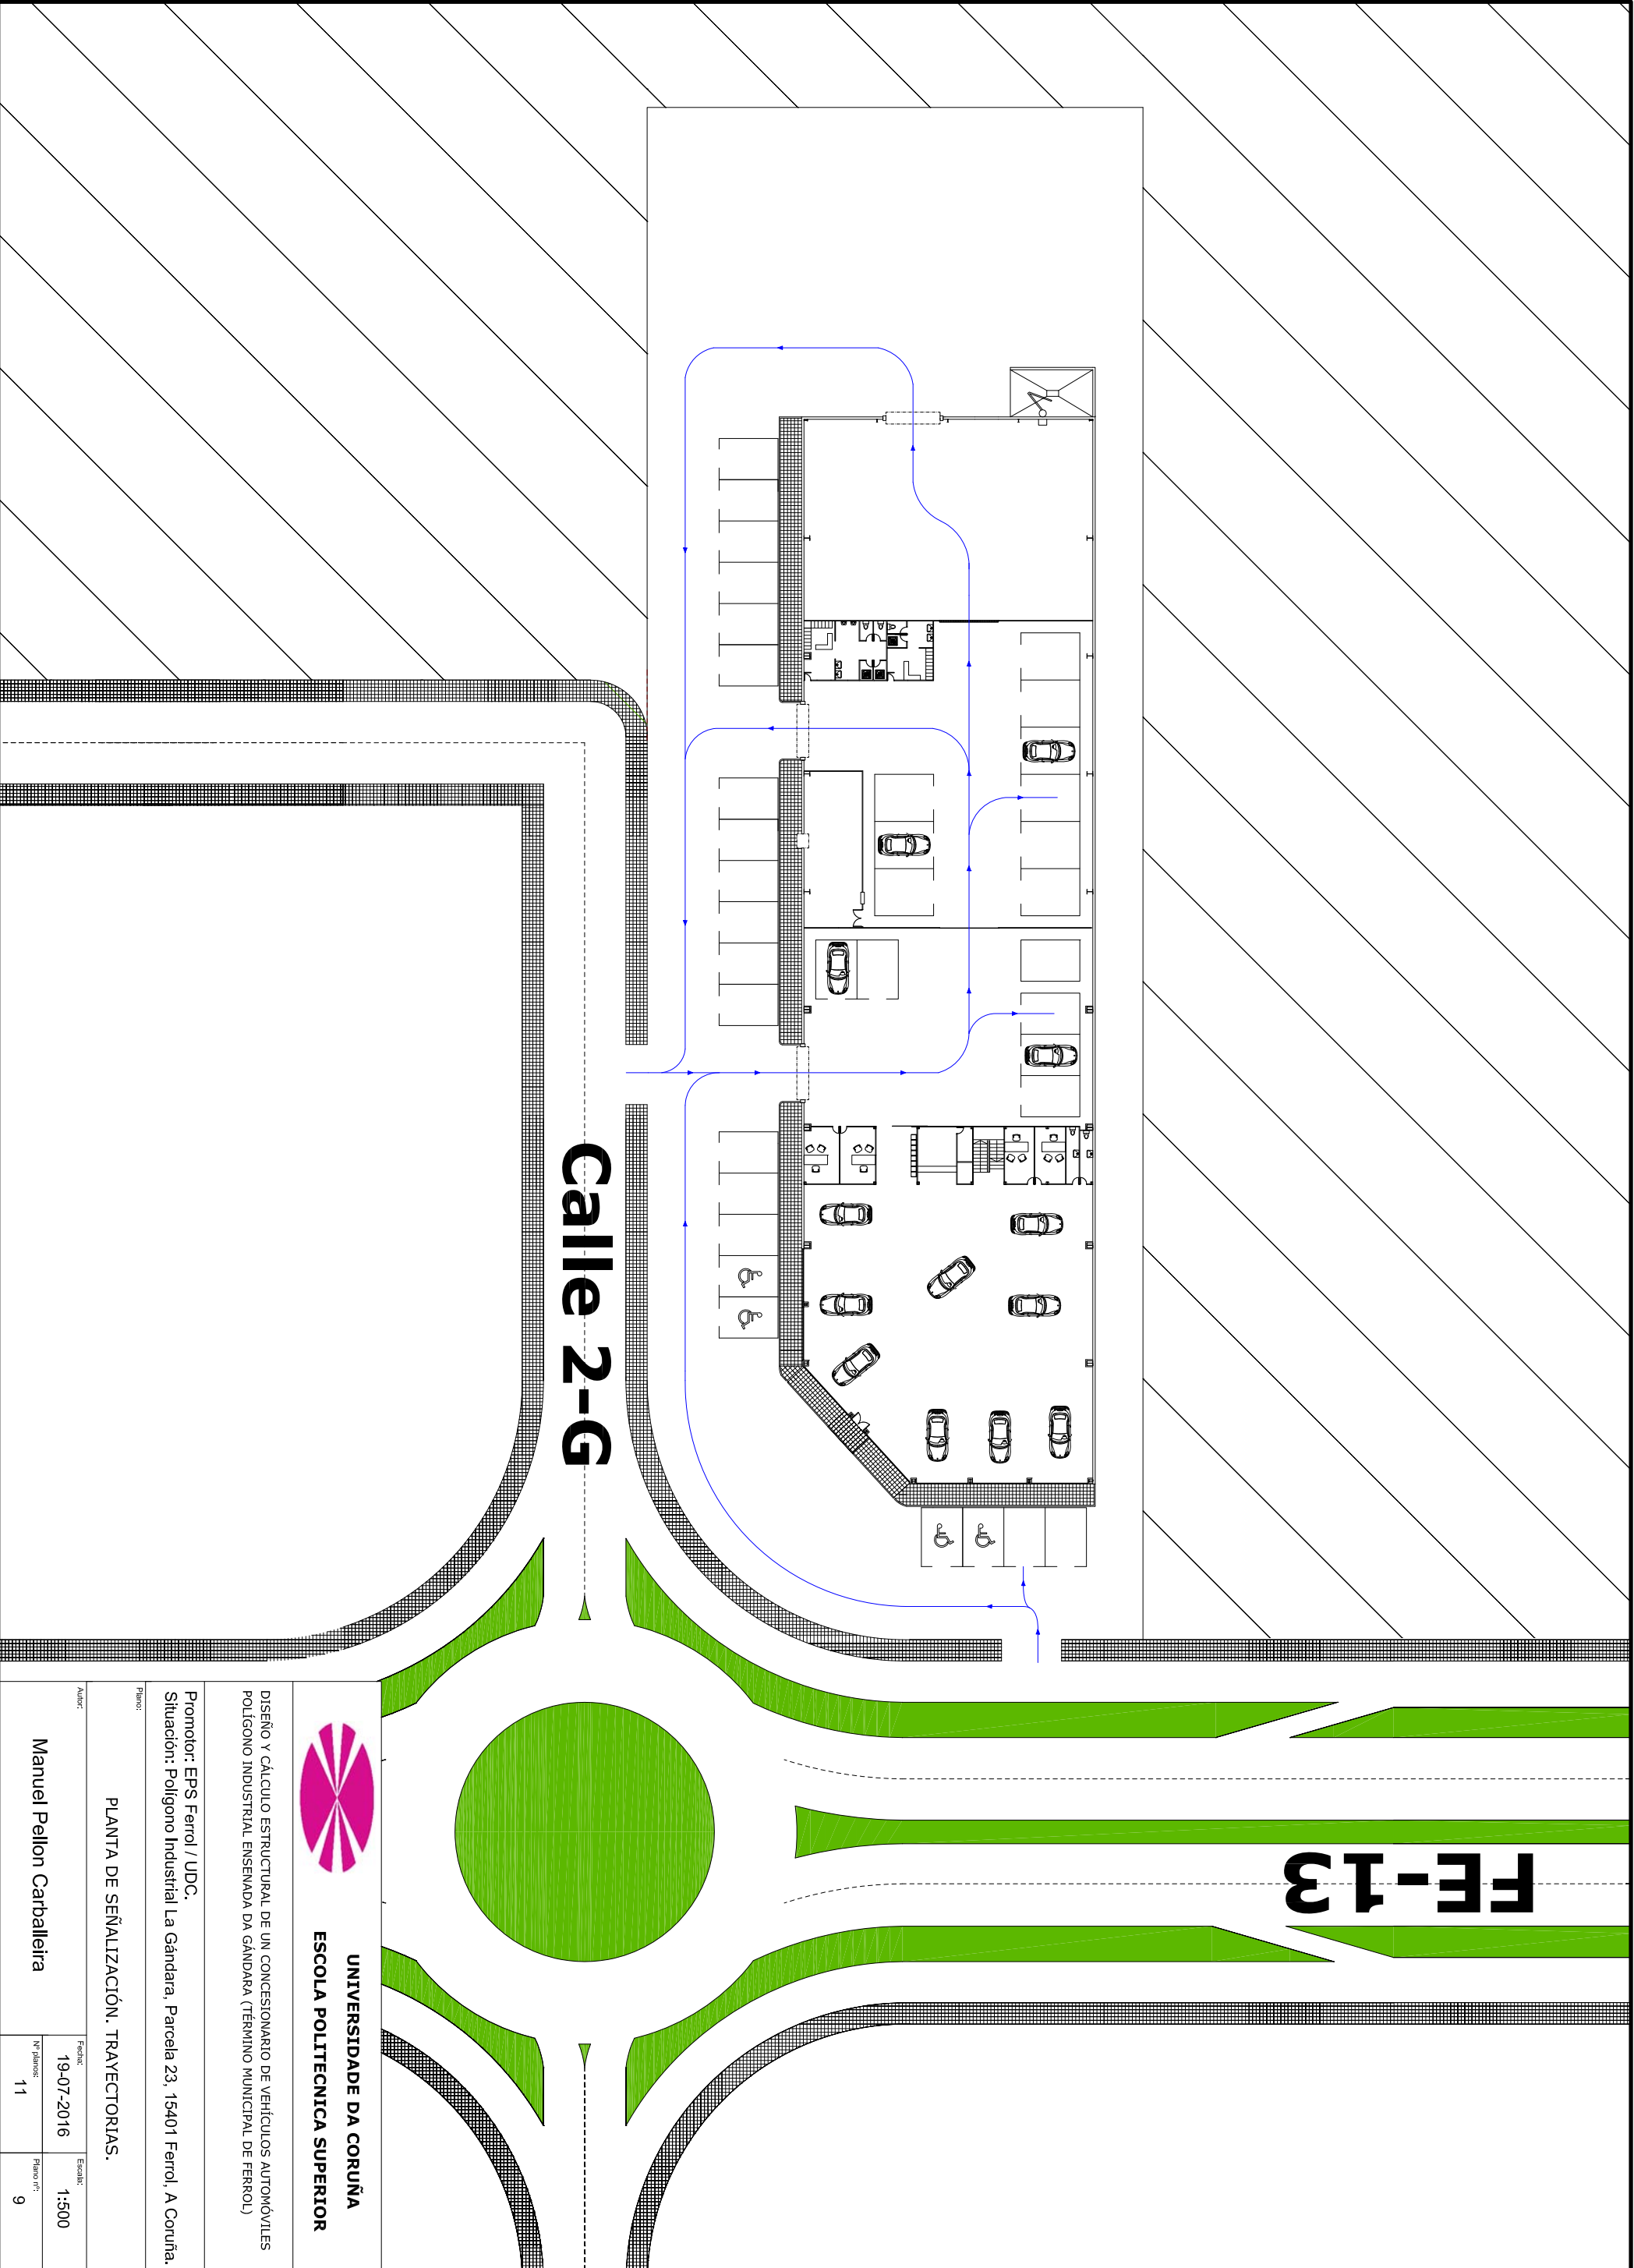 Calle 2-G
FE-13
UNIVERSIDADE DA CORUÑA
ESCOLA POLITECNICA SUPERIOR
DISEÑO Y CÁLCULO ESTRUCTURAL DE UN CONCESIONARIO DE VEHÍCULOS AUTOMÓVILES
POLÍGONO INDUSTRIAL ENSENADA DA GÁNDARA (TÉRMINO MUNICIPAL DE FERROL)
Promotor: EPS Ferrol / UDC.
Situación: Polígono Industrial La Gándara, Parcela 23, 15401 Ferrol, A Coruña.
Plano:
PLANTA DE SEÑALIZACIÓN. TRAYECTORIAS.
Autor:
Manuel Pellon Carballeira
Fecha:
19-07-2016
Escala:
1:500
Nº planos:
11
Plano nº:
9